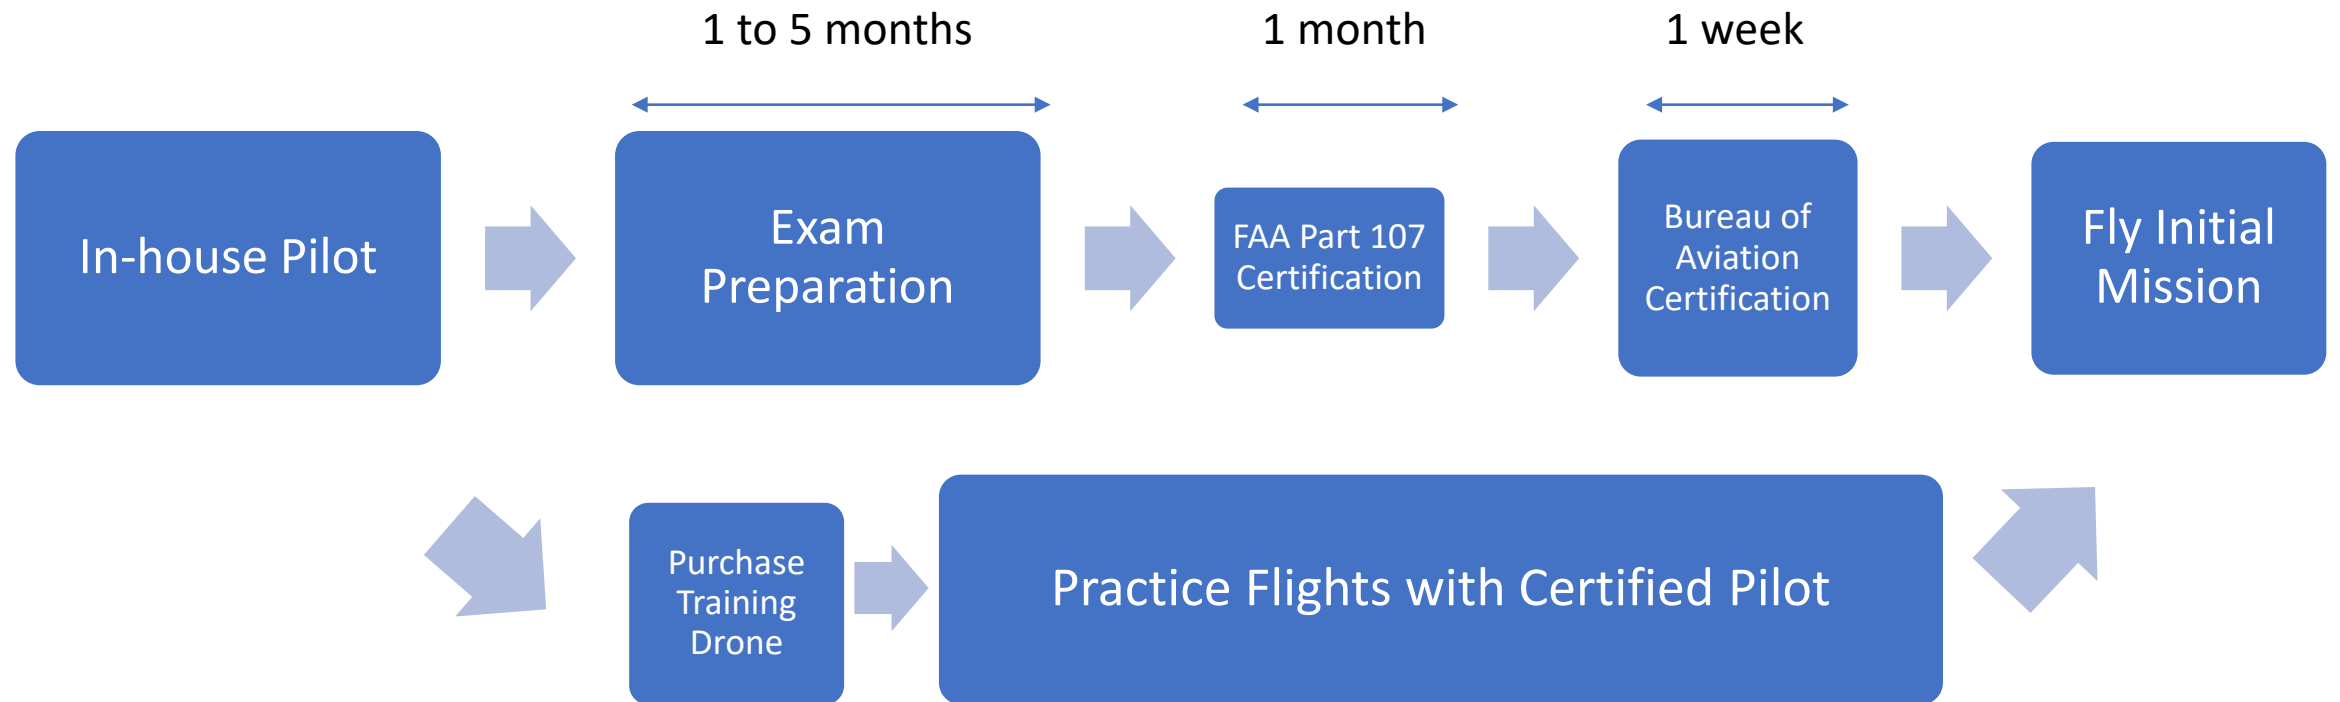 1 to 5 months
1 month
1 week
In-house Pilot
Exam
Preparation
FAA Part 107
Certification
Bureau of
Aviation
Certification
Fly Initial
Mission
Purchase
Training
Drone
Practice Flights with Certified Pilot